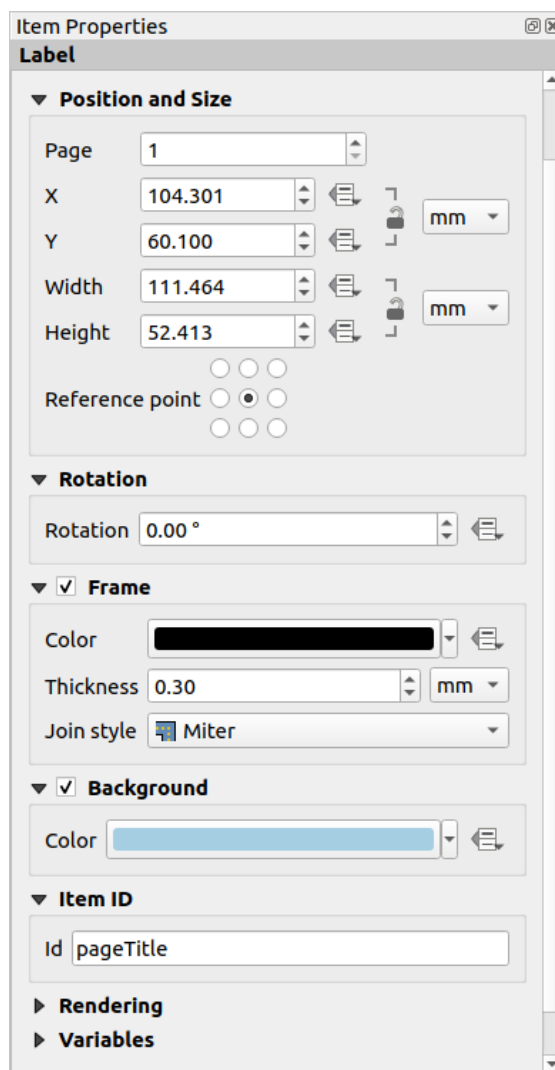 Item Properties
Label
Position and Size
Page 1
X 104.301
mm
Y 60.100
Width 111.464
mm
Height 52.413
Reference point
Rotation
Rotation 0.00 °
Frame
Color
Thickness 0.30 mm
Join style Miter
Background
Color
Item ID
Id pageTitle
Rendering
Variables